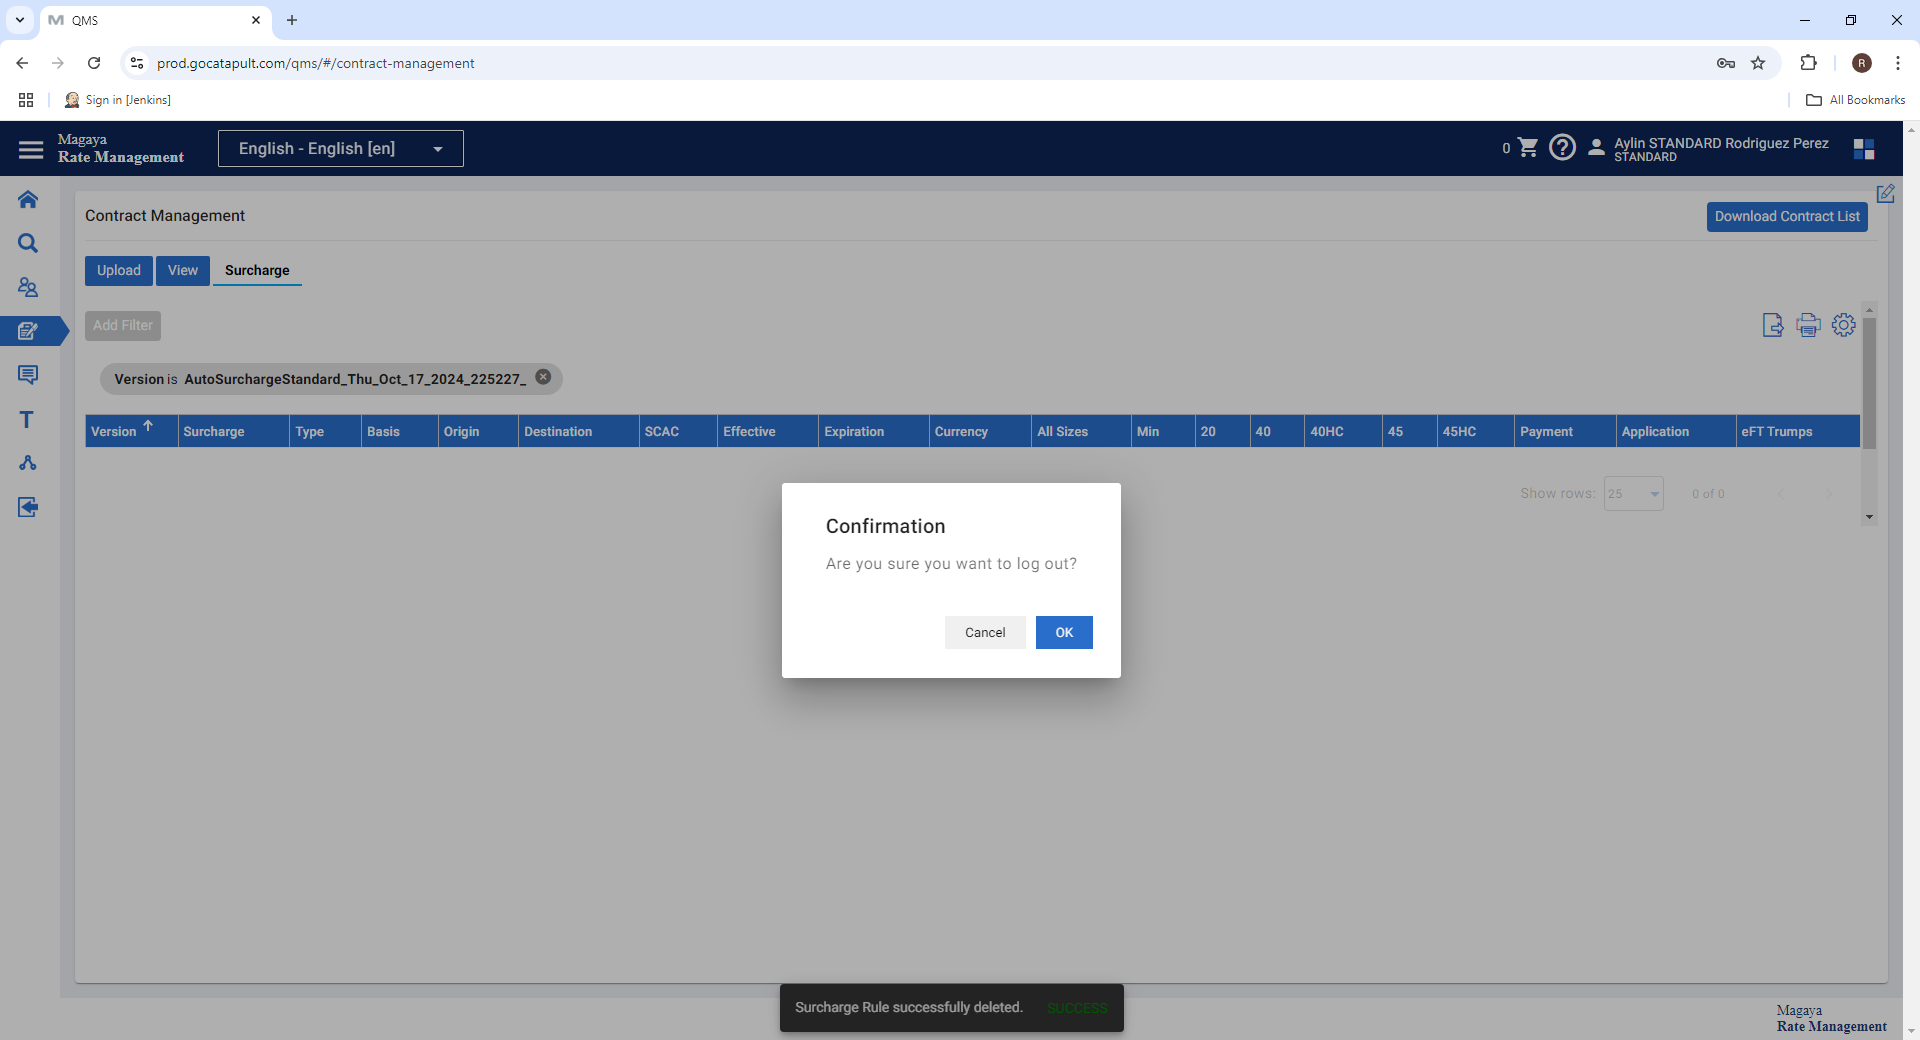 QMS
prod.gocatapult.com/qms/#/contract-management
R
Sign in [Jenkins]
All Bookmarks
Magaya
Rate Management
English - English [en]
0
Aylin STANDARD Rodriguez Perez
STANDARD
Contract Management
Download Contract List
Upload
View
Surcharge
Add Filter
Version is AutoSurchargeStandard_Thu_Oct_17_2024_225227_
Version Surcharge Type Basis Origin Destination SCAC Effective Expiration Currency All Sizes Min 20 40 40HC 45 45HC Payment Application eFT Trumps
Show rows: 25 0 of 0
T
Confirmation
Are you sure you want to log out?
Cancel
OK
Surcharge Rule successfully deleted. SUCCESS
Magaya
Rate Management